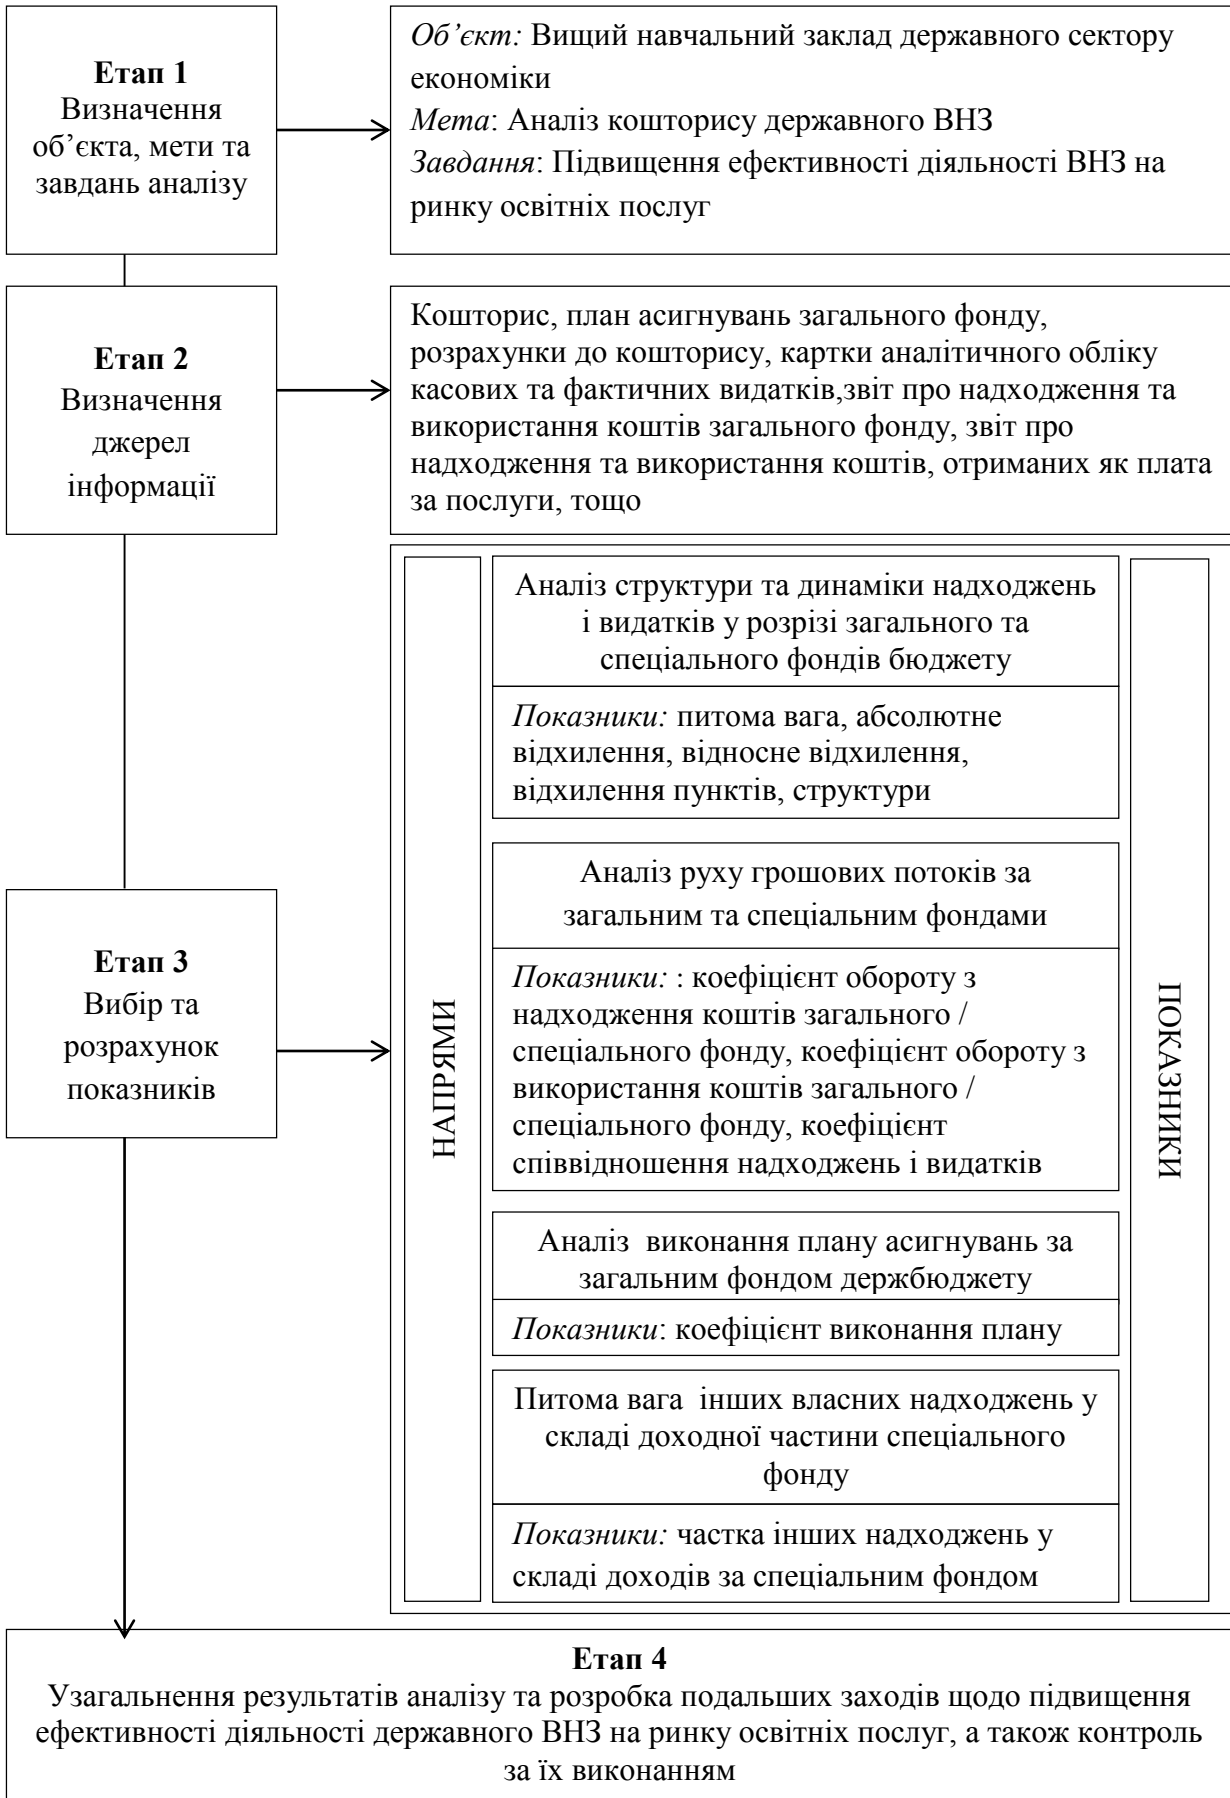 Етап 1
Визначення
об’єкта, мети та
завдань аналізу
Об’єкт: Вищий навчальний заклад державного сектору
економіки
Мета: Аналіз кошторису державного ВНЗ
Завдання: Підвищення ефективності діяльності ВНЗ на
ринку освітніх послуг
Етап 2
Визначення
джерел
інформації
Кошторис, план асигнувань загального фонду,
розрахунки до кошторису, картки аналітичного обліку
касових та фактичних видатків,звіт про надходження та
використання коштів загального фонду, звіт про
надходження та використання коштів, отриманих як плата
за послуги, тощо
Етап 3
Вибір та
розрахунок
показників
НАПРЯМИ
Аналіз структури та динаміки надходжень
і видатків у розрізі загального та
спеціального фондів бюджету
Показники: питома вага, абсолютне
відхилення, відносне відхилення,
відхилення пунктів, структури
Аналіз руху грошових потоків за
загальним та спеціальним фондами
Показники: : коефіцієнт обороту з
надходження коштів загального /
спеціального фонду, коефіцієнт обороту з
використання коштів загального /
спеціального фонду, коефіцієнт
співвідношення надходжень і видатків
Аналіз  виконання плану асигнувань за
загальним фондом держбюджету
Показники: коефіцієнт виконання плану
Питома вага  інших власних надходжень у
складі доходної частини спеціального
фонду
Показники: частка інших надходжень у
складі доходів за спеціальним фондом
ПОКАЗНИКИ
Етап 4
Узагальнення результатів аналізу та розробка подальших заходів щодо підвищення
ефективності діяльності державного ВНЗ на ринку освітніх послуг, а також контроль
за їх виконанням